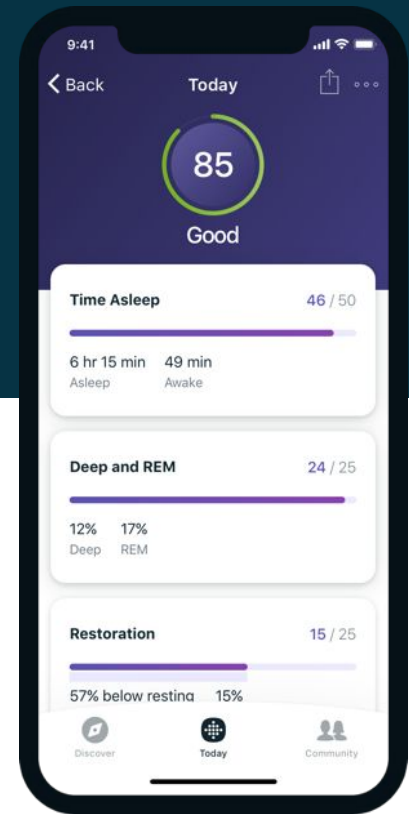 9:41
Back Today
85
Good
Time Asleep 46 / 50
6 hr 15 min 49 min
Asleep Awake
Deep and REM 24 / 25
12% 17%
Deep REM
Restoration 15 / 25
57% below resting 15%
Discover Today Community